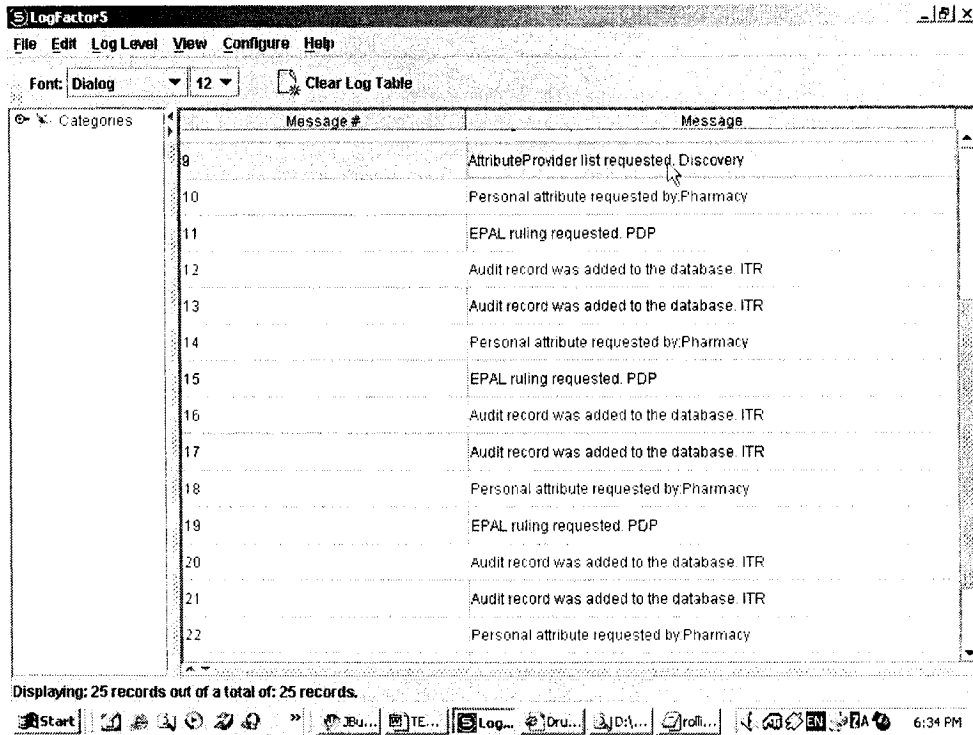 LogFactor5
File Edit Log Level View Configure Help
Font: Dialog 12 Clear Log Table
Categories
Message # Message
9 AttributeProvider list requested. Discovery
10 Personal attribute requested by:Pharmacy
11 EPAL ruling requested. PDP
12 Audit record was added to the database. ITR
13 Audit record was added to the database. ITR
14 Personal attribute requested by:Pharmacy
15 EPAL ruling requested. PDP
16 Audit record was added to the database. ITR
17 Audit record was added to the database. ITR
18 Personal attribute requested by:Pharmacy
19 EPAL ruling requested. PDP
20 Audit record was added to the database. ITR
21 Audit record was added to the database. ITR
22 Personal attribute requested by:Pharmacy
Displaying: 25 records out of a total of: 25 records.
Start » JBu... TE... Log... Dru... D:\... rolli... EN 6:34 PM